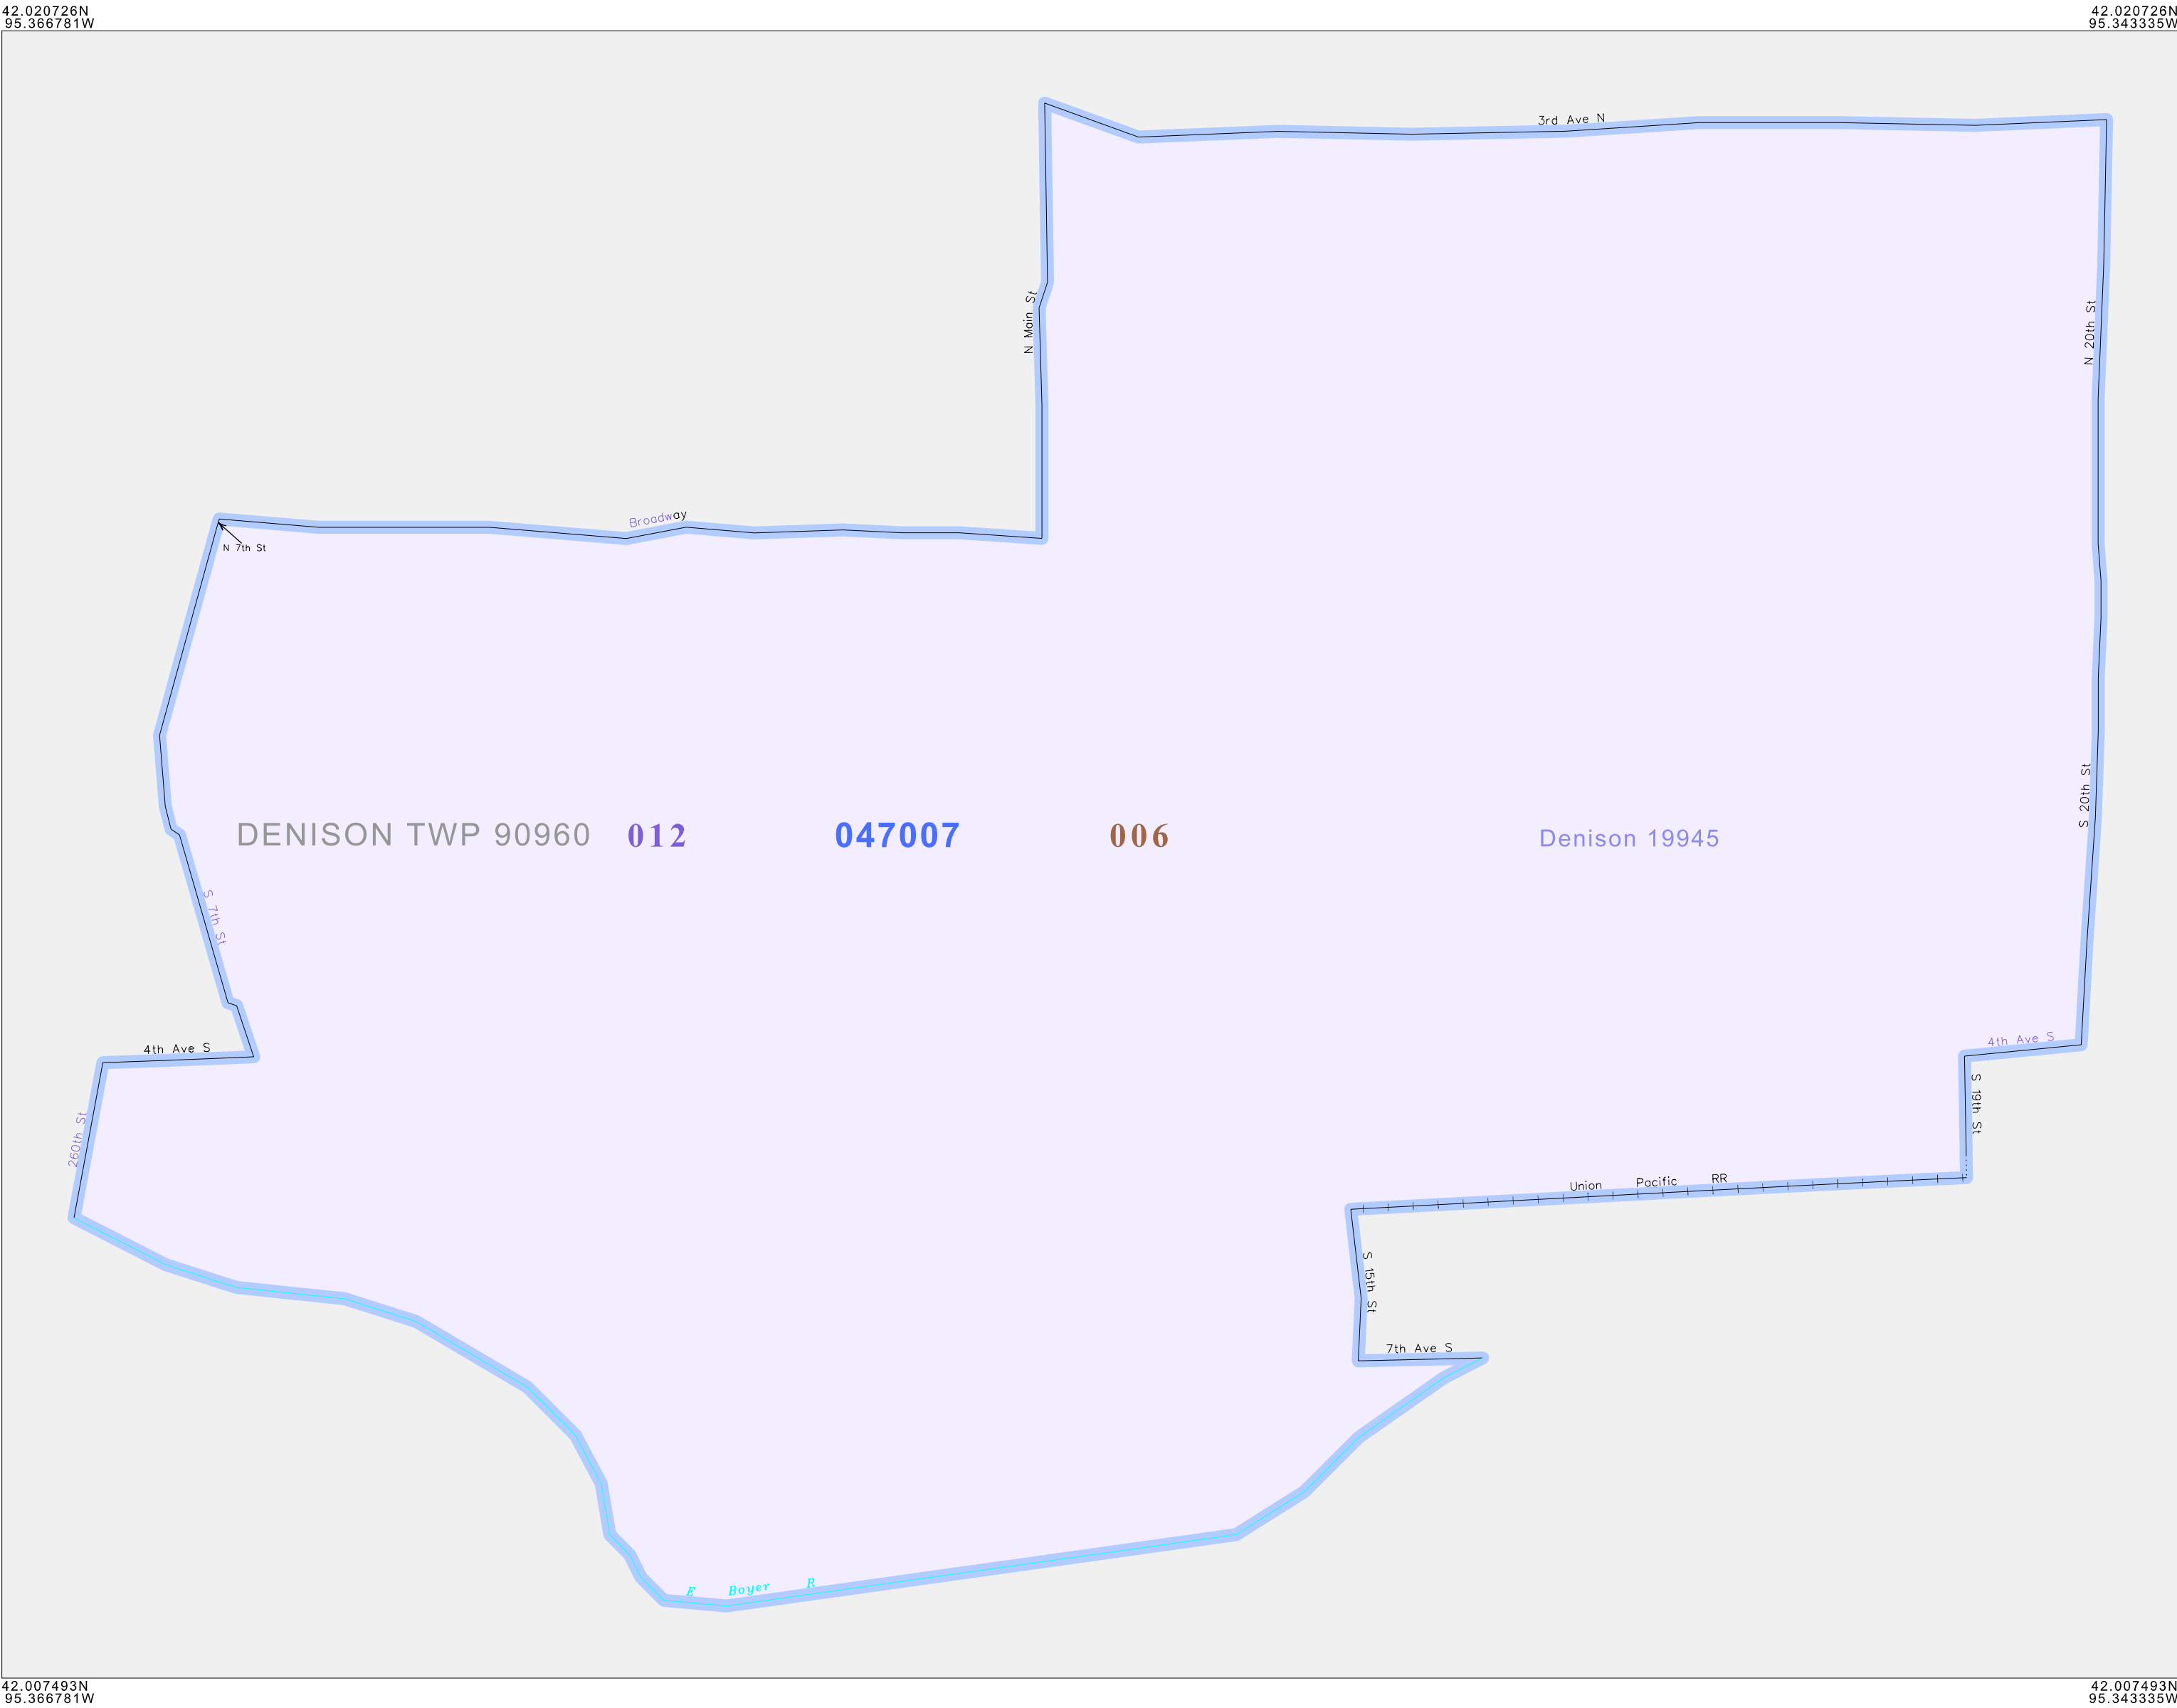 42.020726N
95.366781W
42.020726N
95.343335W
3rd Ave N
N Main St
N 20th St
Broadway
N 7th St
S 20th St
DENISON TWP 90960
012
047007
006
Denison 19945
S 7th St
4th Ave S
4th Ave S
260th St
S 19th St
Union Pacific RR
S 15th St
7th Ave S
E Boyer R
42.007493N
95.366781W
42.007493N
95.343335W